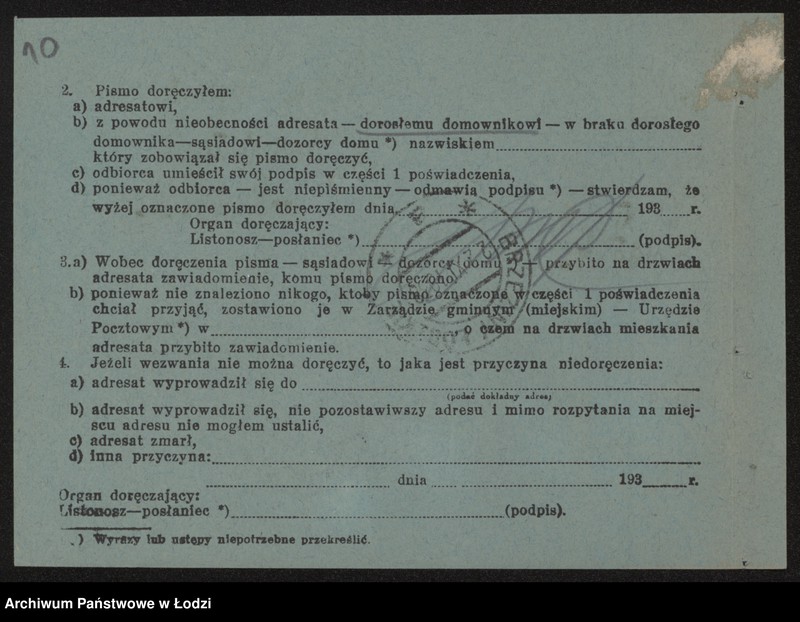 10
2. Pismo doręczyłem:
a) adresatowi,
b) z powodu nieobecności adresata — dorosłemu domownikowi — w braku dorosłego
domownika—sąsiadowi—dozorcy domu *) nazwiskiem
który zobowiązał się pismo doręczyć,
c) odbiorca umieścił swój podpis w części 1 poświadczenia,
d) ponieważ odbiorca — jest niepiśmienny — odmawia podpisu *) — stwierdzam, że
wyżej oznaczone pismo doręczyłem dnia 193 r.
Organ doręczający:
Listonosz—posłaniec *) (podpis).
3.a) Wobec doręczenia pisma — sąsiadowi — dozorcy domu *) — przybito na drzwiach
adresata zawiadomienie, komu pismo doręczono.
b) ponieważ nie znaleziono nikogo, ktoby pismo oznaczone w części 1 poświadczenia
chciał przyjąć, zostawiono je w Zarządzie gminnym (miejskim) — Urzędzie
Pocztowym *) w , o czem na drzwiach mieszkania
adresata przybito zawiadomienie.
4. Jeżeli wezwania nie można doręczyć, to jaka jest przyczyna niedoręczenia:
a) adresat wyprowadził się do
(podać dokładny adres)
b) adresat wyprowadził się, nie pozostawiwszy adresu i mimo rozpytania na miej-
scu adresu nie mogłem ustalić,
c) adresat zmarł,
d) inna przyczyna:
dnia 193 r.
Organ doręczający:
Listonosz—posłaniec *) (podpis).
*) Wyrazy lub ustępy niepotrzebne przekreślić.
Archiwum Państwowe w Łodzi